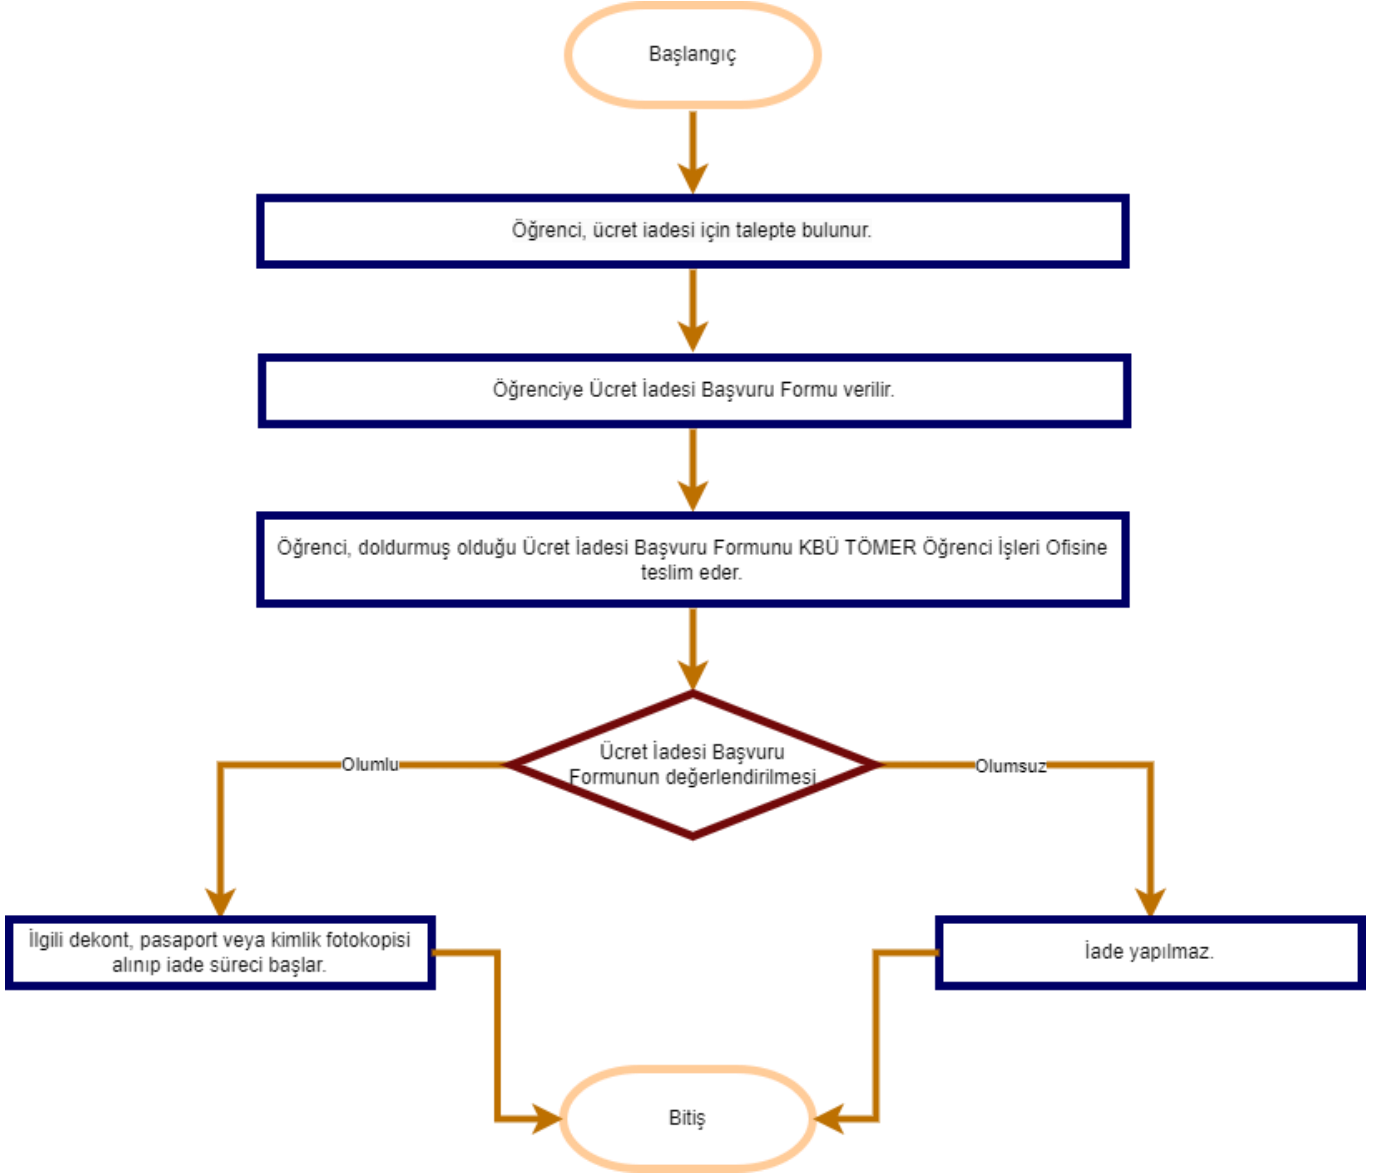 Başlangıç
Öğrenci, ücret iadesi için talepte bulunur.
Öğrenciye Ücret İadesi Başvuru Formu verilir.
Öğrenci, doldurmuş olduğu Ücret İadesi Başvuru Formunu KBÜ TÖMER Öğrenci İşleri Ofisine
teslim eder.
Ücret İadesi Başvuru
Formunun değerlendirilmesi
Olumlu
Olumsuz
İlgili dekont, pasaport veya kimlik fotokopisi
alınıp iade süreci başlar.
İade yapılmaz.
Bitiş